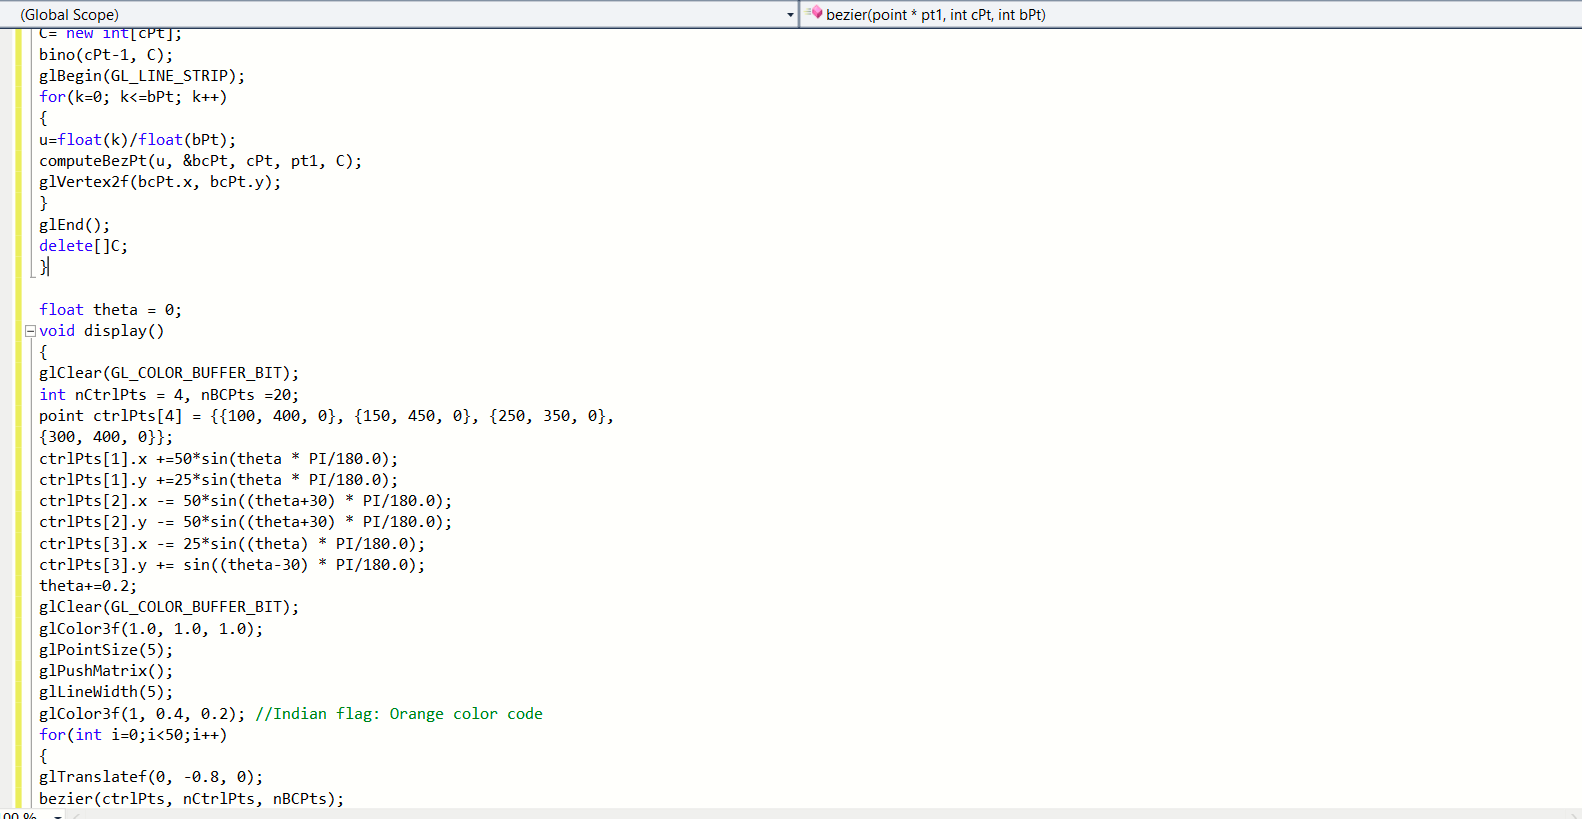 (Global Scope)
bezier(point * pt1, int cPt, int bPt)
C= new int[cPt];
bino(cPt-1, C);
glBegin(GL_LINE_STRIP);
for(k=0; k<=bPt; k++)
{
u=float(k)/float(bPt);
computeBezPt(u, &bcPt, cPt, pt1, C);
glVertex2f(bcPt.x, bcPt.y);
}
glEnd();
delete[]C;
}
float theta = 0;
void display()
{
glClear(GL_COLOR_BUFFER_BIT);
int nCtrlPts = 4, nBCPts =20;
point ctrlPts[4] = {{100, 400, 0}, {150, 450, 0}, {250, 350, 0},
{300, 400, 0}};
ctrlPts[1].x +=50*sin(theta * PI/180.0);
ctrlPts[1].y +=25*sin(theta * PI/180.0);
ctrlPts[2].x -= 50*sin((theta+30) * PI/180.0);
ctrlPts[2].y -= 50*sin((theta+30) * PI/180.0);
ctrlPts[3].x -= 25*sin((theta) * PI/180.0);
ctrlPts[3].y += sin((theta-30) * PI/180.0);
theta+=0.2;
glClear(GL_COLOR_BUFFER_BIT);
glColor3f(1.0, 1.0, 1.0);
glPointSize(5);
glPushMatrix();
glLineWidth(5);
glColor3f(1, 0.4, 0.2); //Indian flag: Orange color code
for(int i=0;i<50;i++)
{
glTranslatef(0, -0.8, 0);
bezier(ctrlPts, nCtrlPts, nBCPts);